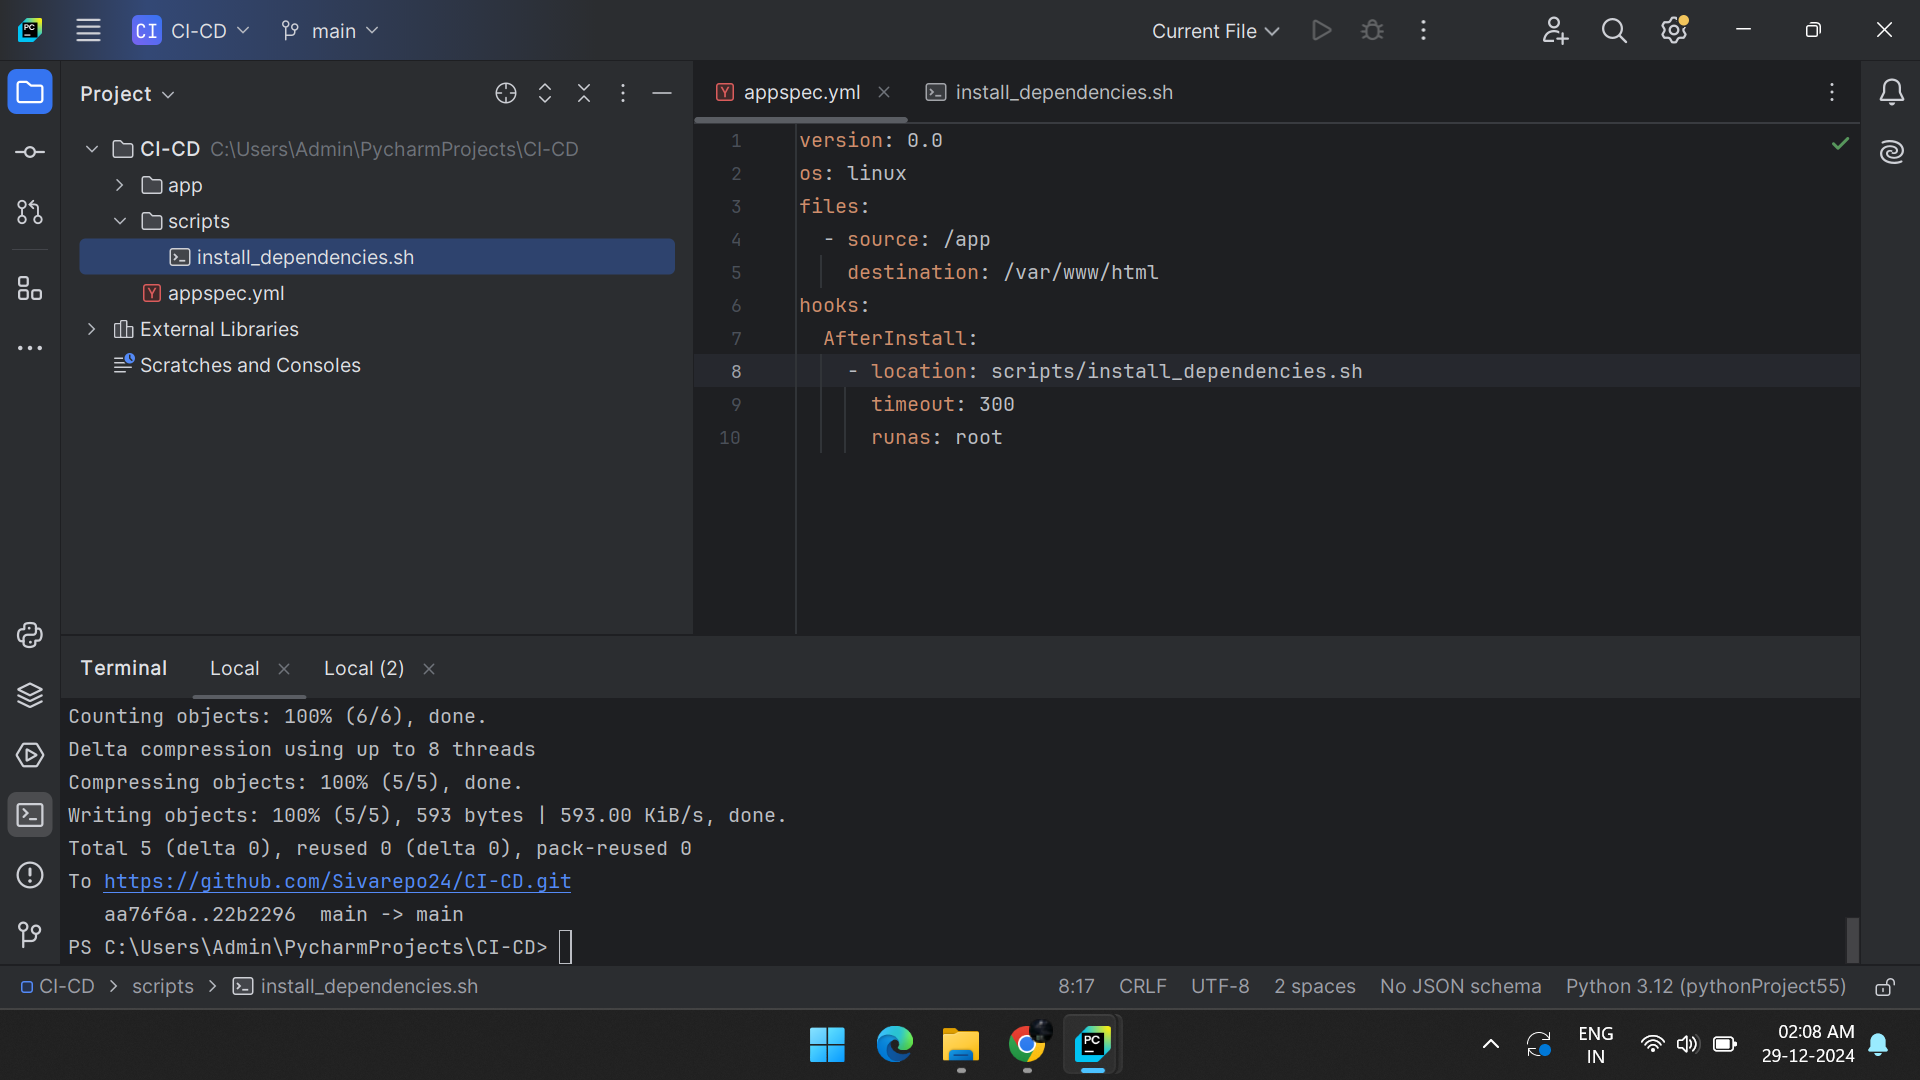 PC
CI CI-CD main Current File
Project
CI-CD C:\Users\Admin\PycharmProjects\CI-CD
app
scripts
install_dependencies.sh
appspec.yml
External Libraries
Scratches and Consoles
appspec.yml install_dependencies.sh
1 version: 0.0
2 os: linux
3 files:
4 - source: /app
5 destination: /var/www/html
6 hooks:
7 AfterInstall:
8 - location: scripts/install_dependencies.sh
9 timeout: 300
10 runas: root
Terminal Local Local (2)
Counting objects: 100% (6/6), done.
Delta compression using up to 8 threads
Compressing objects: 100% (5/5), done.
Writing objects: 100% (5/5), 593 bytes | 593.00 KiB/s, done.
Total 5 (delta 0), reused 0 (delta 0), pack-reused 0
To https://github.com/Sivarepo24/CI-CD.git
aa76f6a..22b2296 main -> main
PS C:\Users\Admin\PycharmProjects\CI-CD>
CI-CD > scripts > install_dependencies.sh 8:17 CRLF UTF-8 2 spaces No JSON schema Python 3.12 (pythonProject55)
PC
ENG
IN
02:08 AM
29-12-2024